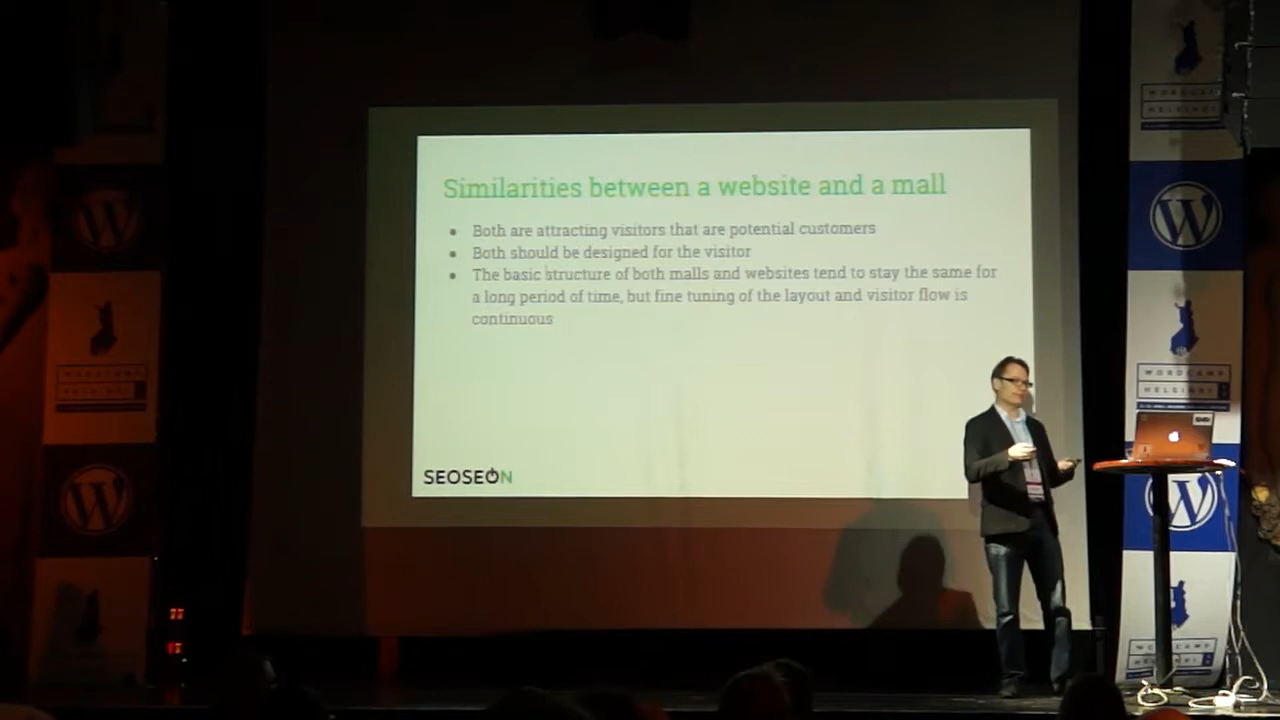 Similarities between a website and a mall
Both are attracting visitors that are potential customers
Both should be designed for the visitor
The basic structure of both malls and websites tend to stay the same for
a long period of time, but fine tuning of the layout and visitor flow is
continuous
SEOSEON
WORDCAMP
HELSINKI